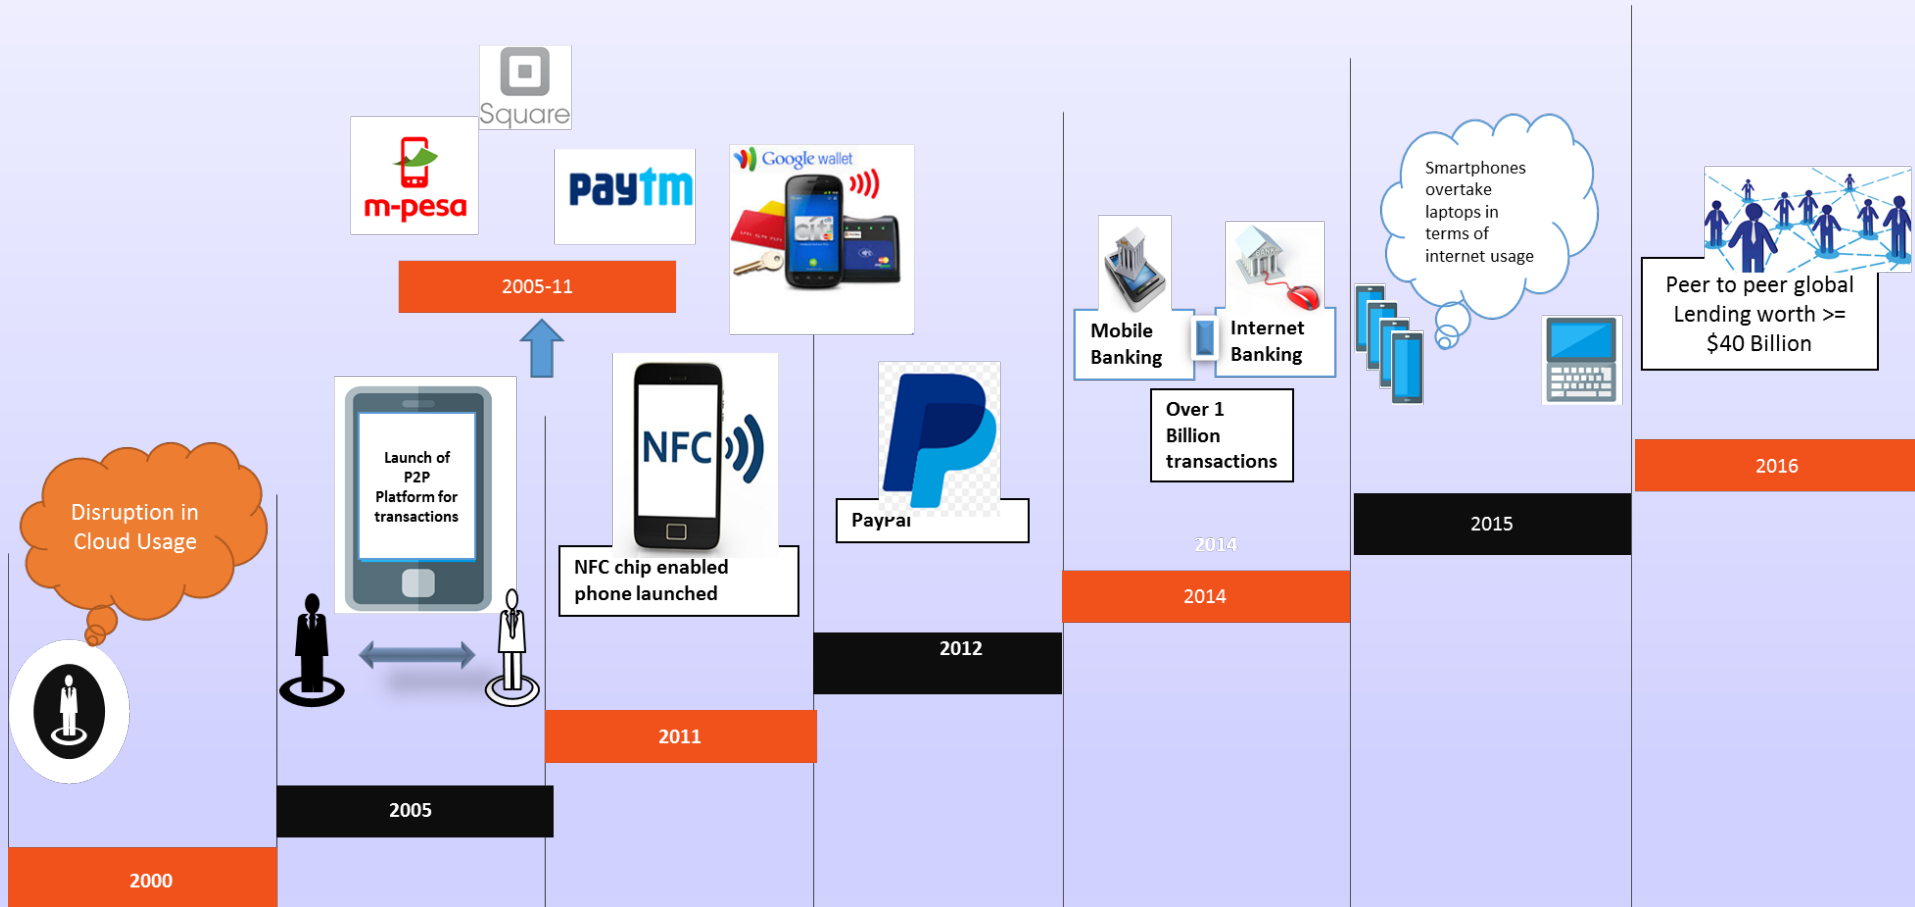 Square
m-pesa
paytm
Google wallet
citi
2005-11
Disruption in
Cloud Usage
2000
Launch of
P2P
Platform for
transactions
2005
NFC
NFC chip enabled
phone launched
2011
PayPal
2012
Mobile
Banking
Internet
Banking
Over 1
Billion
transactions
2014
2014
Smartphones
overtake
laptops in
terms of
internet usage
2015
Peer to peer global
Lending worth >=
$40 Billion
2016